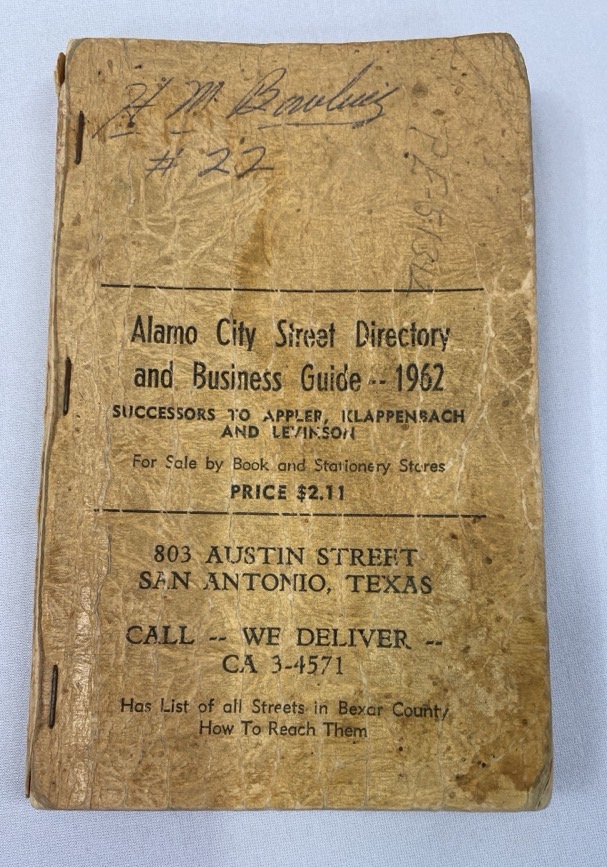 H M Bowling
# 22
Alamo City Street Directory
and Business Guide -- 1962
SUCCESSORS TO APPLER, KLAPPENBACH
AND LEVINSON
For Sale by Book and Stationery Stores
PRICE $2.11
803 AUSTIN STREET
SAN ANTONIO, TEXAS
CALL -- WE DELIVER --
CA 3-4571
Has List of all Streets in Bexar County
How To Reach Them